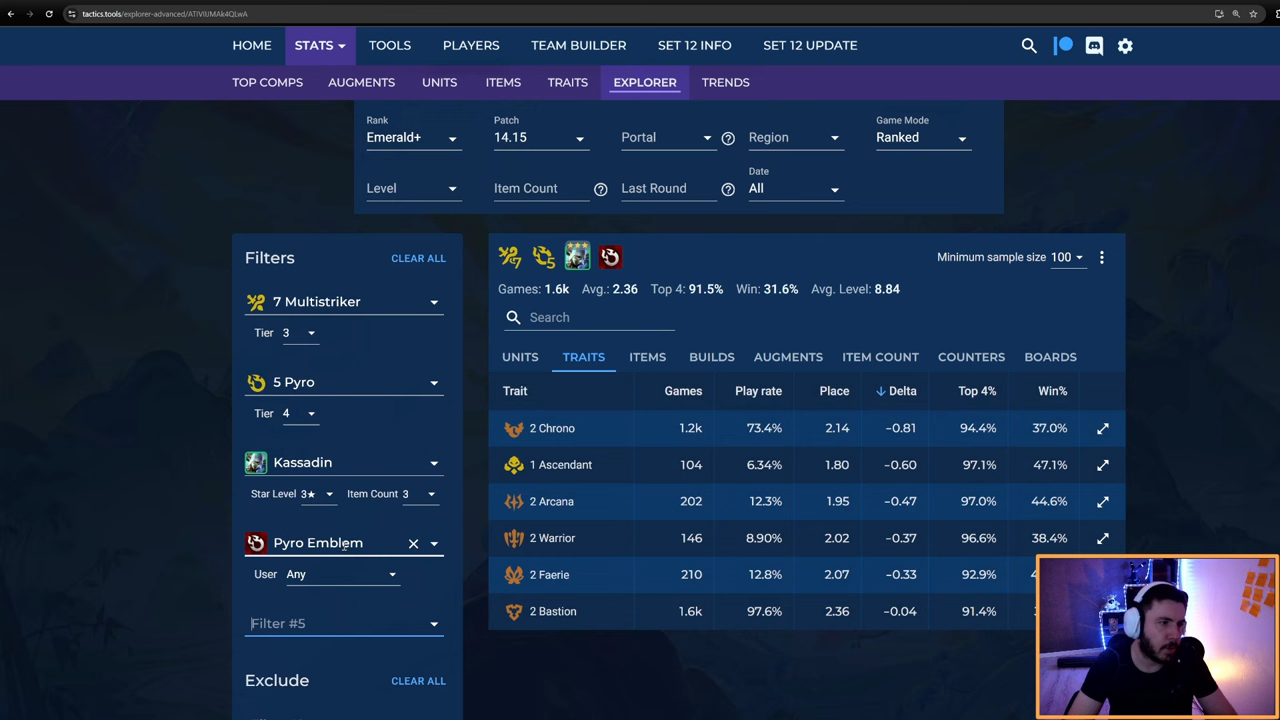 tactics.tools/explorer-advanced/ATIVIUMAk4QLwA
HOME STATS TOOLS PLAYERS TEAM BUILDER SET 12 INFO SET 12 UPDATE
TOP COMPS AUGMENTS UNITS ITEMS TRAITS EXPLORER TRENDS
Rank Patch Game Mode
Emerald+ 14.15 Portal Region Ranked
Date
Level Item Count Last Round All
Filters CLEAR ALL
7 Multistriker
Tier 3
5 Pyro
Tier 4
Kassadin
Star Level 3★ Item Count 3
Pyro Emblem
User Any
Filter #5
Exclude CLEAR ALL
7 5 Minimum sample size 100
Games: 1.6k Avg.: 2.36 Top 4: 91.5% Win: 31.6% Avg. Level: 8.84
Search
UNITS TRAITS ITEMS BUILDS AUGMENTS ITEM COUNT COUNTERS BOARDS
Trait Games Play rate Place Delta Top 4% Win%
2 Chrono 1.2k 73.4% 2.14 −0.81 94.4% 37.0%
1 Ascendant 104 6.34% 1.80 −0.60 97.1% 47.1%
2 Arcana 202 12.3% 1.95 −0.47 97.0% 44.6%
2 Warrior 146 8.90% 2.02 −0.37 96.6% 38.4%
2 Faerie 210 12.8% 2.07 −0.33 92.9%
2 Bastion 1.6k 97.6% 2.36 −0.04 91.4%